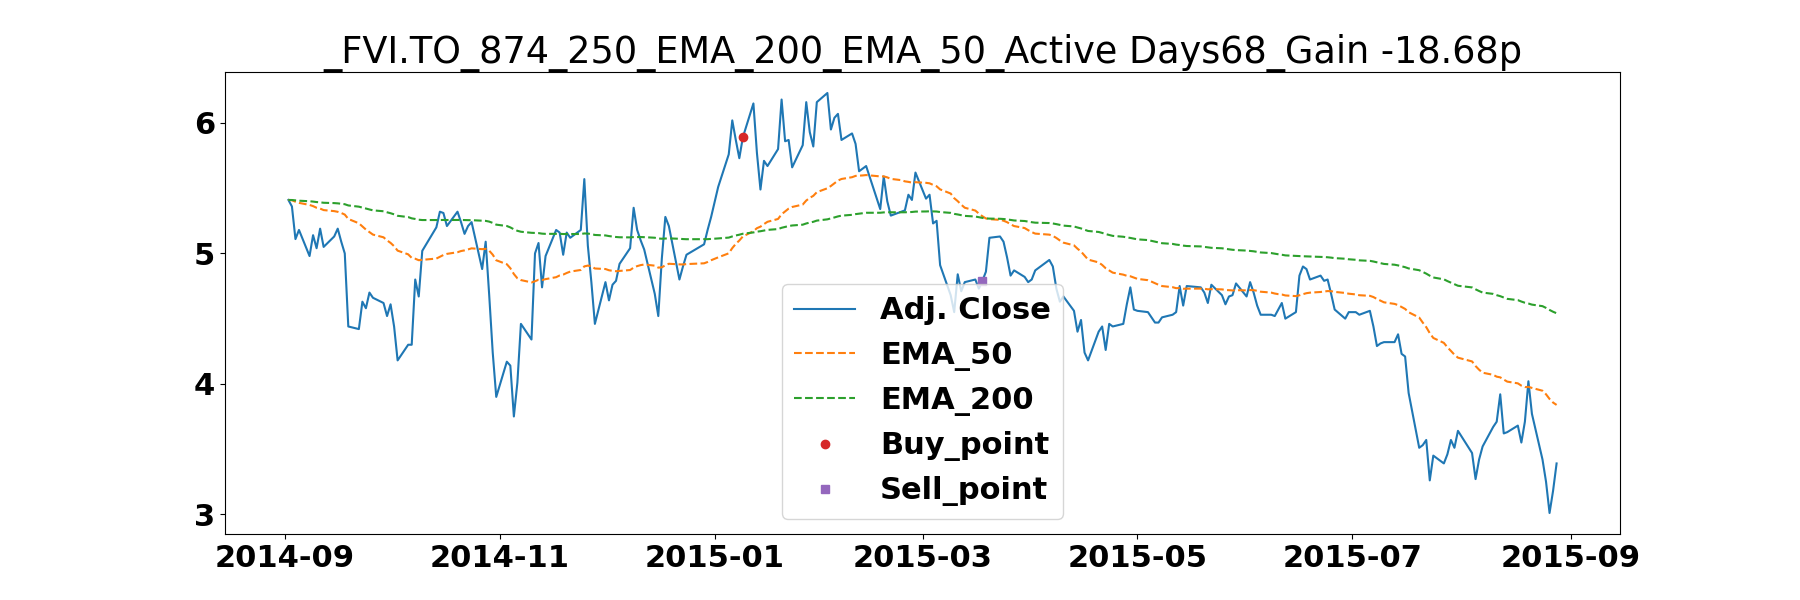 _FVI.TO_874_250_EMA_200_EMA_50_Active Days68_Gain -18.68p
6
5
4
3
Adj. Close
EMA_50
EMA_200
Buy_point
Sell_point
2014-09 2014-11 2015-01 2015-03 2015-05 2015-07 2015-09